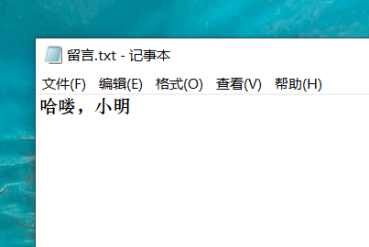 留言.txt - 记事本
文件(F) 编辑(E) 格式(O) 查看(V) 帮助(H)
哈喽，小明